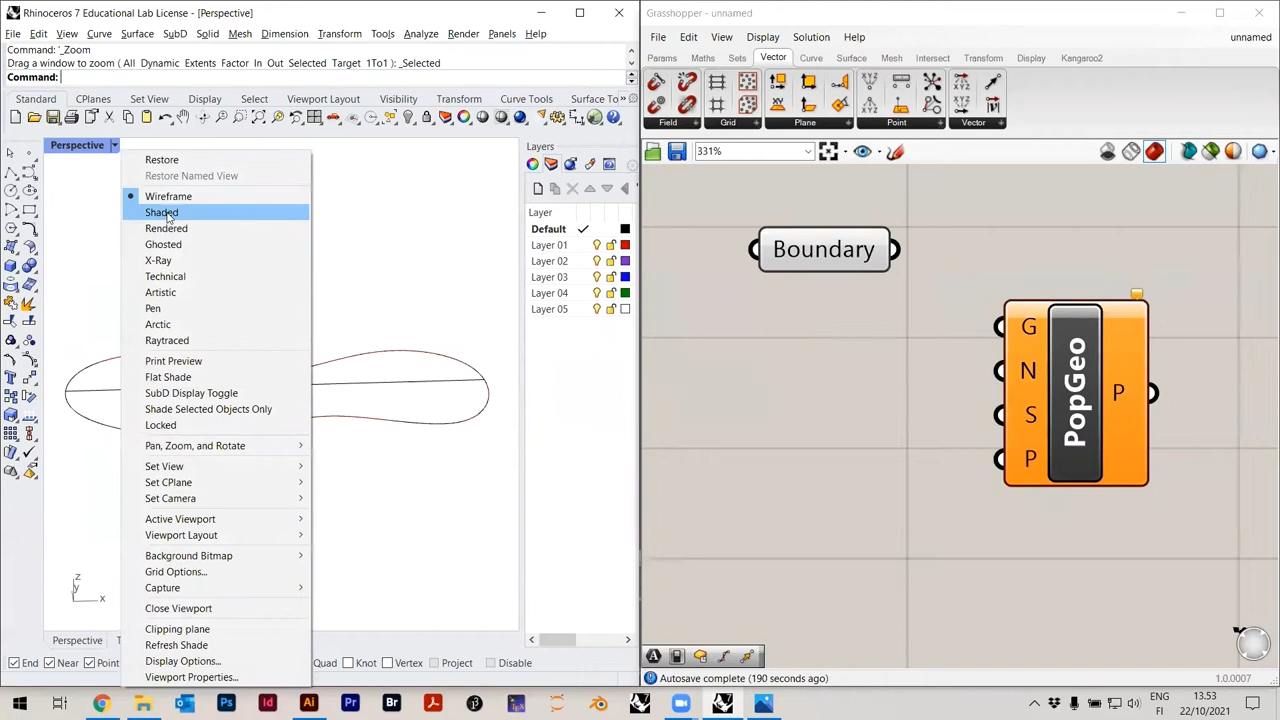 Rhinoceros 7 Educational Lab License - [Perspective]
File Edit View Curve Surface SubD Solid Mesh Dimension Transform Tools Analyze Render Panels Help
Command: '_Zoom
Drag a window to zoom ( All Dynamic Extents Factor In Out Selected Target 1To1 ): _Selected
Command:
Standard CPlanes Set View Display Select Viewport Layout Visibility Transform Curve Tools Surface To
Perspective
Restore
Restore Named View
Wireframe
Shaded
Rendered
Ghosted
X-Ray
Technical
Artistic
Pen
Arctic
Raytraced
Print Preview
Flat Shade
SubD Display Toggle
Shade Selected Objects Only
Locked
Pan, Zoom, and Rotate
Set View
Set CPlane
Set Camera
Active Viewport
Viewport Layout
Background Bitmap
Grid Options...
Capture
Close Viewport
Clipping plane
Refresh Shade
Display Options...
Viewport Properties...
z
y
x
Perspective
End Near Point Quad Knot Vertex Project Disable
Layers
Layer
Default
Layer 01
Layer 02
Layer 03
Layer 04
Layer 05
Grasshopper - unnamed
File Edit View Display Solution Help unnamed
Params Maths Sets Vector Curve Surface Mesh Intersect Transform Display Kangaroo2
Field Grid Plane Point Vector
331%
Boundary
G
N
S
P
PopGeo
P
Autosave complete (190 seconds ago)
1.0.0007
ENG
FI
13.53
22/10/2021